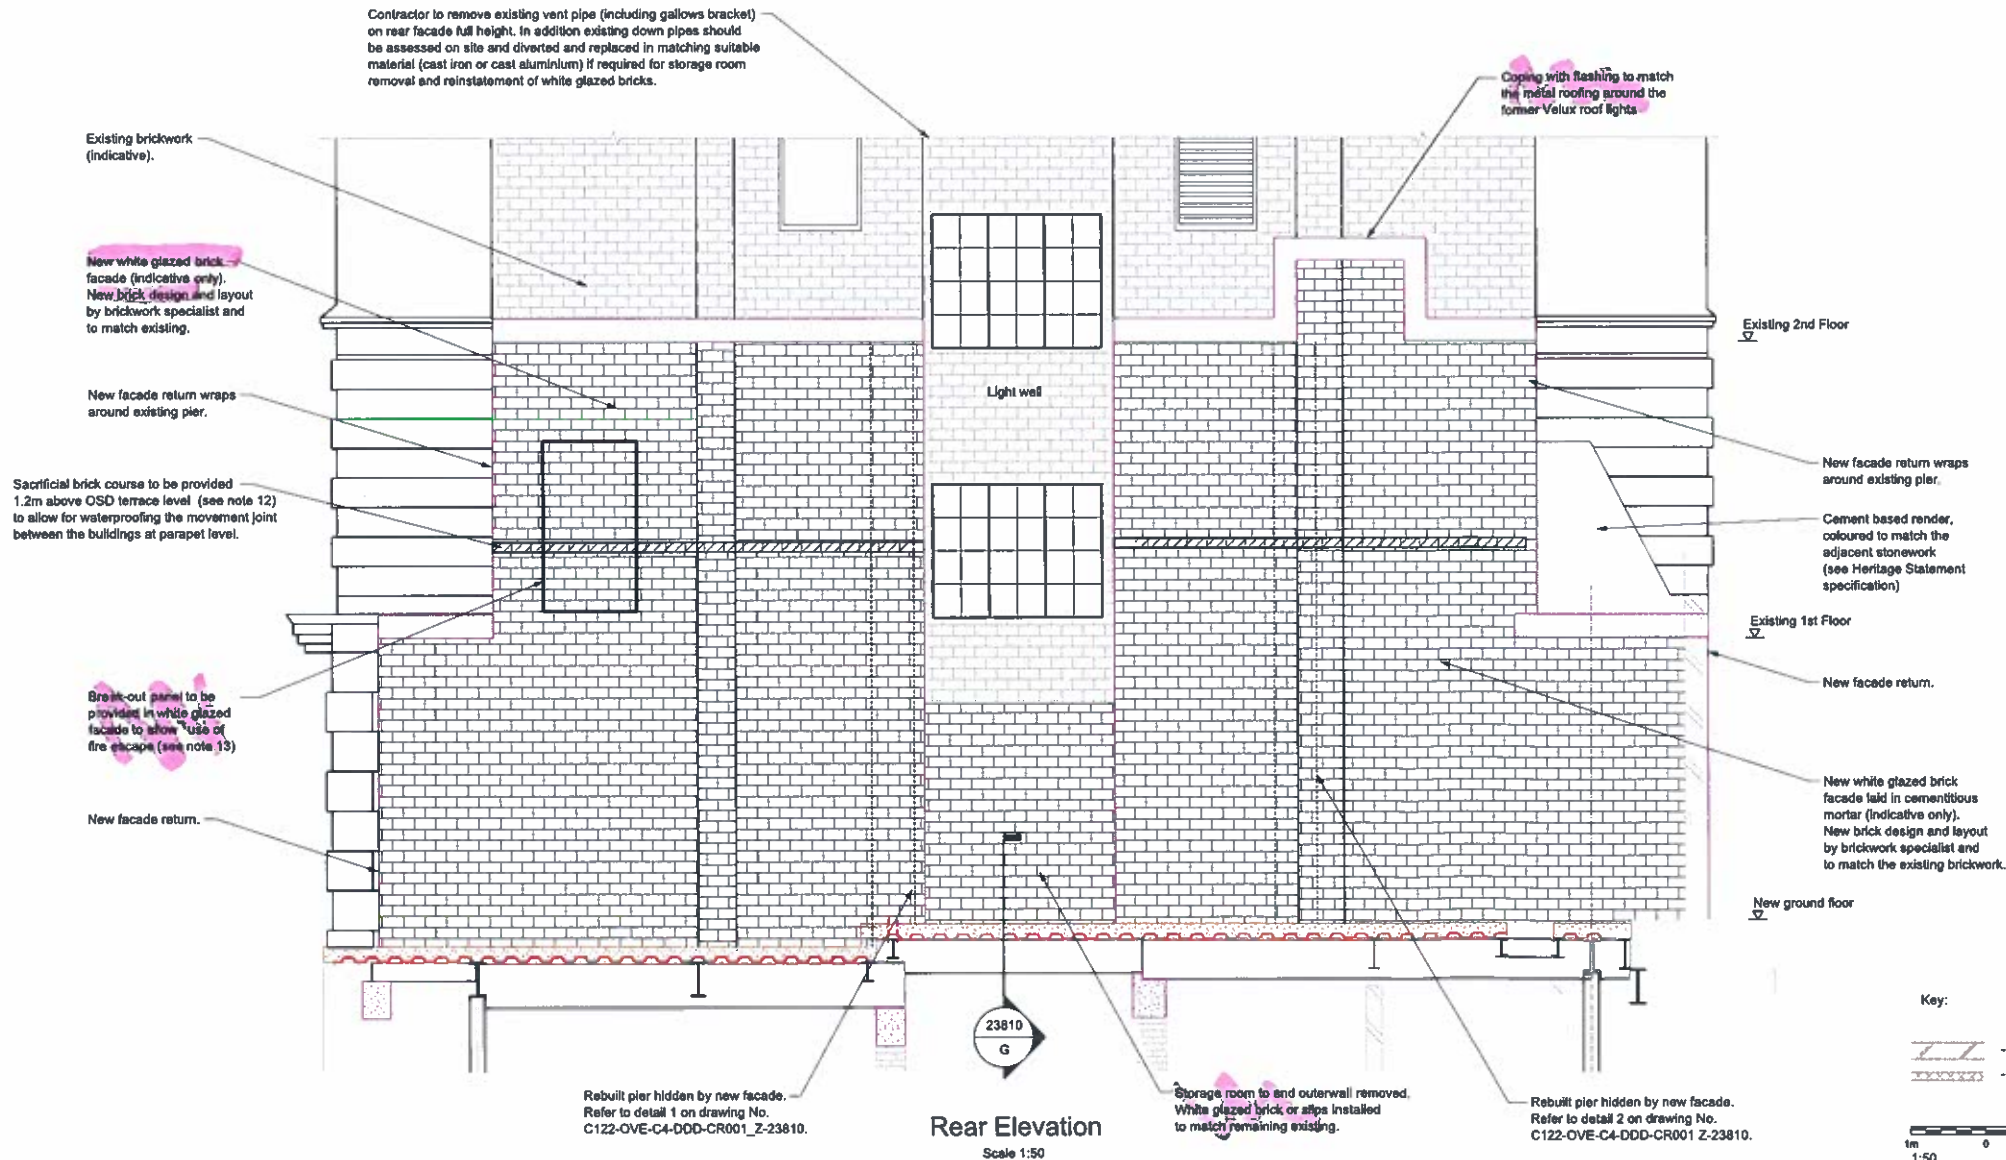 Contractor to remove existing vent pipe (including gallows bracket)
on rear facade full height. In addition existing down pipes should
be assessed on site and diverted and replaced in matching suitable
material (cast iron or cast aluminium) if required for storage room
removal and reinstatement of white glazed bricks.
Coping with flashing to match
the metal roofing around the
former Velux roof lights
Existing brickwork
(indicative).
New white glazed brick
facade (indicative only).
New brick design and layout
by brickwork specialist and
to match existing.
Existing 2nd Floor
New facade return wraps
around existing pier.
Light well
New facade return wraps
around existing pier.
Sacrificial brick course to be provided
1.2m above OSD terrace level (see note 12)
to allow for waterproofing the movement joint
between the buildings at parapet level.
Cement based render,
coloured to match the
adjacent stonework
(see Heritage Statement
specification)
Existing 1st Floor
Break-out panel to be
provided in white glazed
facade to show use of
fire escape (see note 13)
New facade return.
New facade return.
New white glazed brick
facade laid in cementitious
mortar (indicative only).
New brick design and layout
by brickwork specialist and
to match the existing brickwork.
New ground floor
23810
G
Key:
Rebuilt pier hidden by new facade.
Refer to detail 1 on drawing No.
C122-OVE-C4-DDD-CR001_Z-23810.
Rear Elevation
Scale 1:50
Storage room to and outerwall removed.
White glazed brick or slips installed
to match remaining existing.
Rebuilt pier hidden by new facade.
Refer to detail 2 on drawing No.
C122-OVE-C4-DDD-CR001 Z-23810.
1m 0
1:50